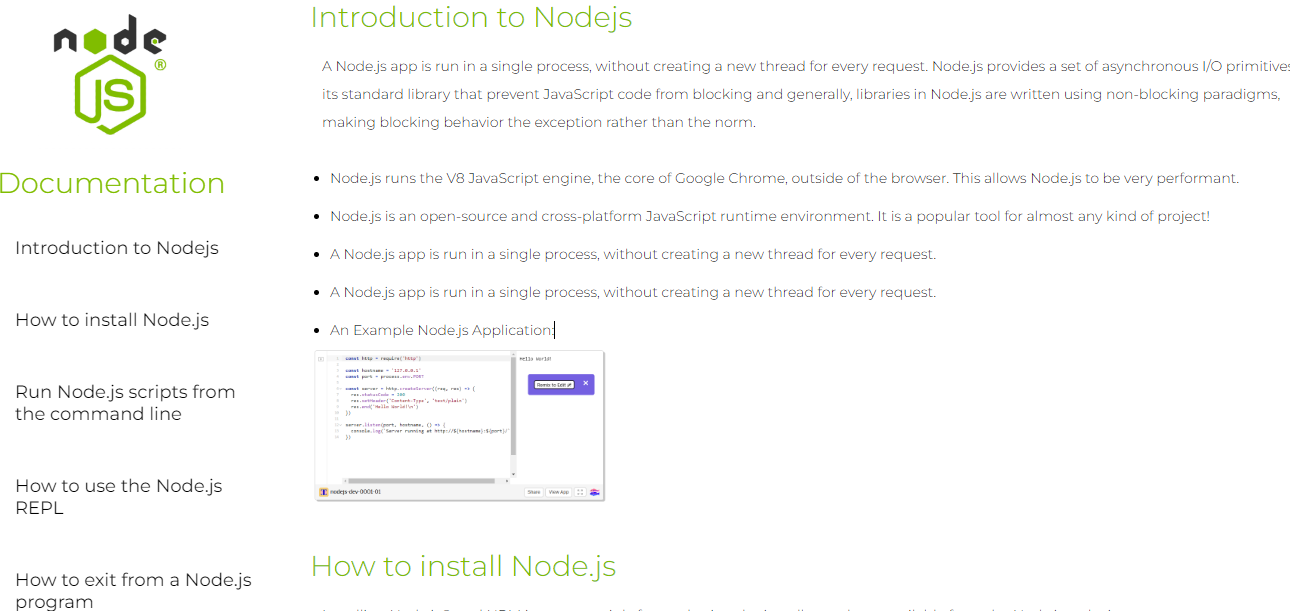 node
JS
®
Documentation
Introduction to Nodejs
How to install Node.js
Run Node.js scripts from
the command line
How to use the Node.js
REPL
How to exit from a Node.js
program
Introduction to Nodejs
A Node.js app is run in a single process, without creating a new thread for every request. Node.js provides a set of asynchronous I/O primitives
its standard library that prevent JavaScript code from blocking and generally, libraries in Node.js are written using non-blocking paradigms,
making blocking behavior the exception rather than the norm.
• Node.js runs the V8 JavaScript engine, the core of Google Chrome, outside of the browser. This allows Node.js to be very performant.
• Node.js is an open-source and cross-platform JavaScript runtime environment. It is a popular tool for almost any kind of project!
• A Node.js app is run in a single process, without creating a new thread for every request.
• A Node.js app is run in a single process, without creating a new thread for every request.
• An Example Node.js Application:
const http = require('http')
const hostname = '127.0.0.1'
const port = process.env.PORT
const server = http.createServer((req, res) => {
res.statusCode = 200
res.setHeader('Content-Type', 'text/plain')
res.end('Hello World!\n')
})
server.listen(port, hostname, () => {
console.log(`Server running at http://${hostname}:${port}/`
})
Hello World!
Remix to Edit
×
nodejs-dev-0001-01
Share
View App
How to install Node.js